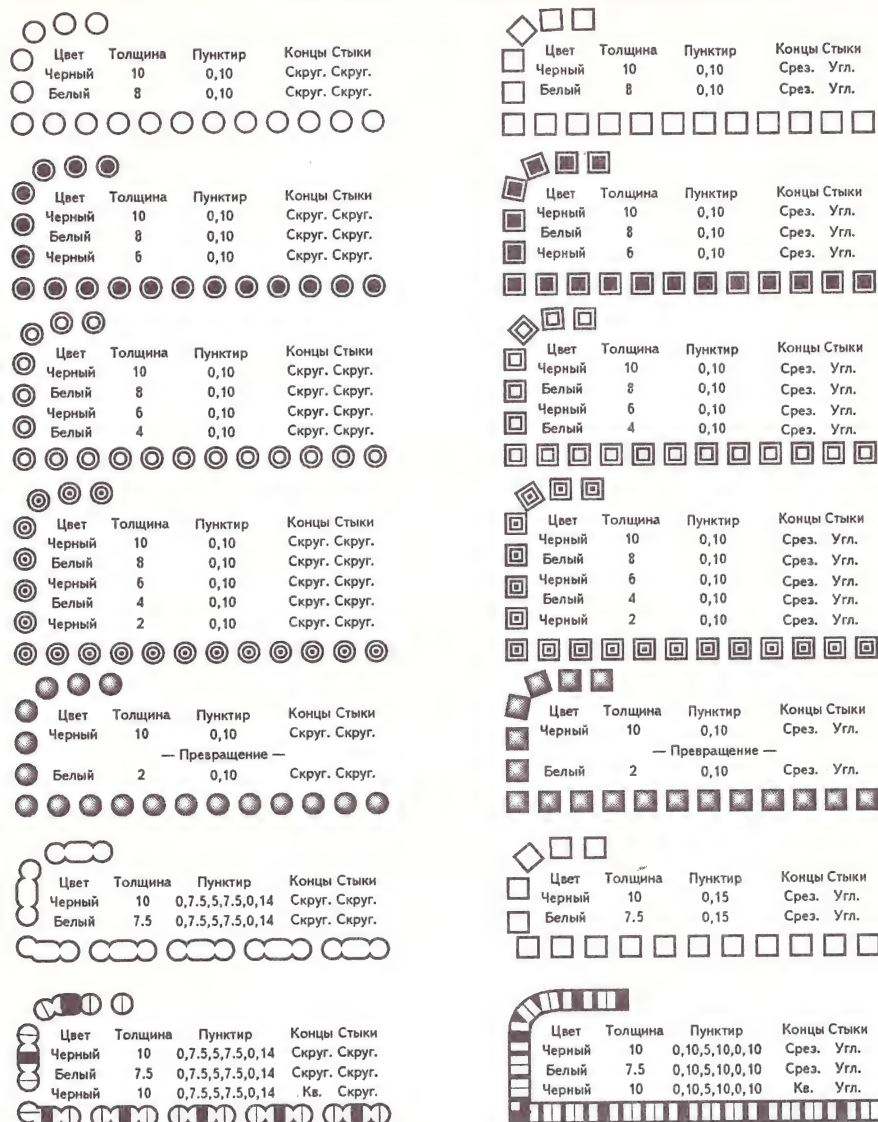 Цвет Толщина Пунктир Концы Стыки
Черный 10 0,10 Скруг. Скруг.
Белый 8 0,10 Скруг. Скруг.
Цвет Толщина Пунктир Концы Стыки
Черный 10 0,10 Скруг. Скруг.
Белый 8 0,10 Скруг. Скруг.
Черный 6 0,10 Скруг. Скруг.
Цвет Толщина Пунктир Концы Стыки
Черный 10 0,10 Скруг. Скруг.
Белый 8 0,10 Скруг. Скруг.
Черный 6 0,10 Скруг. Скруг.
Белый 4 0,10 Скруг. Скруг.
Цвет Толщина Пунктир Концы Стыки
Черный 10 0,10 Скруг. Скруг.
Белый 8 0,10 Скруг. Скруг.
Черный 6 0,10 Скруг. Скруг.
Белый 4 0,10 Скруг. Скруг.
Черный 2 0,10 Скруг. Скруг.
Цвет Толщина Пунктир Концы Стыки
Черный 10 0,10 Скруг. Скруг.
— Превращение —
Белый 2 0,10 Скруг. Скруг.
Цвет Толщина Пунктир Концы Стыки
Черный 10 0,7.5,5,7.5,0,14 Скруг. Скруг.
Белый 7.5 0,7.5,5,7.5,0,14 Скруг. Скруг.
Цвет Толщина Пунктир Концы Стыки
Черный 10 0,7.5,5,7.5,0,14 Скруг. Скруг.
Белый 7.5 0,7.5,5,7.5,0,14 Скруг. Скруг.
Черный 10 0,7.5,5,7.5,0,14 Кв. Скруг.
Цвет Толщина Пунктир Концы Стыки
Черный 10 0,10 Срез. Угл.
Белый 8 0,10 Срез. Угл.
Цвет Толщина Пунктир Концы Стыки
Черный 10 0,10 Срез. Угл.
Белый 8 0,10 Срез. Угл.
Черный 6 0,10 Срез. Угл.
Цвет Толщина Пунктир Концы Стыки
Черный 10 0,10 Срез. Угл.
Белый 8 0,10 Срез. Угл.
Черный 6 0,10 Срез. Угл.
Белый 4 0,10 Срез. Угл.
Цвет Толщина Пунктир Концы Стыки
Черный 10 0,10 Срез. Угл.
Белый 8 0,10 Срез. Угл.
Черный 6 0,10 Срез. Угл.
Белый 4 0,10 Срез. Угл.
Черный 2 0,10 Срез. Угл.
Цвет Толщина Пунктир Концы Стыки
Черный 10 0,10 Срез. Угл.
— Превращение —
Белый 2 0,10 Срез. Угл.
Цвет Толщина Пунктир Концы Стыки
Черный 10 0,15 Срез. Угл.
Белый 7.5 0,15 Срез. Угл.
Цвет Толщина Пунктир Концы Стыки
Черный 10 0,10,5,10,0,10 Срез. Угл.
Белый 7.5 0,10,5,10,0,10 Срез. Угл.
Черный 10 0,10,5,10,0,10 Кв. Угл.